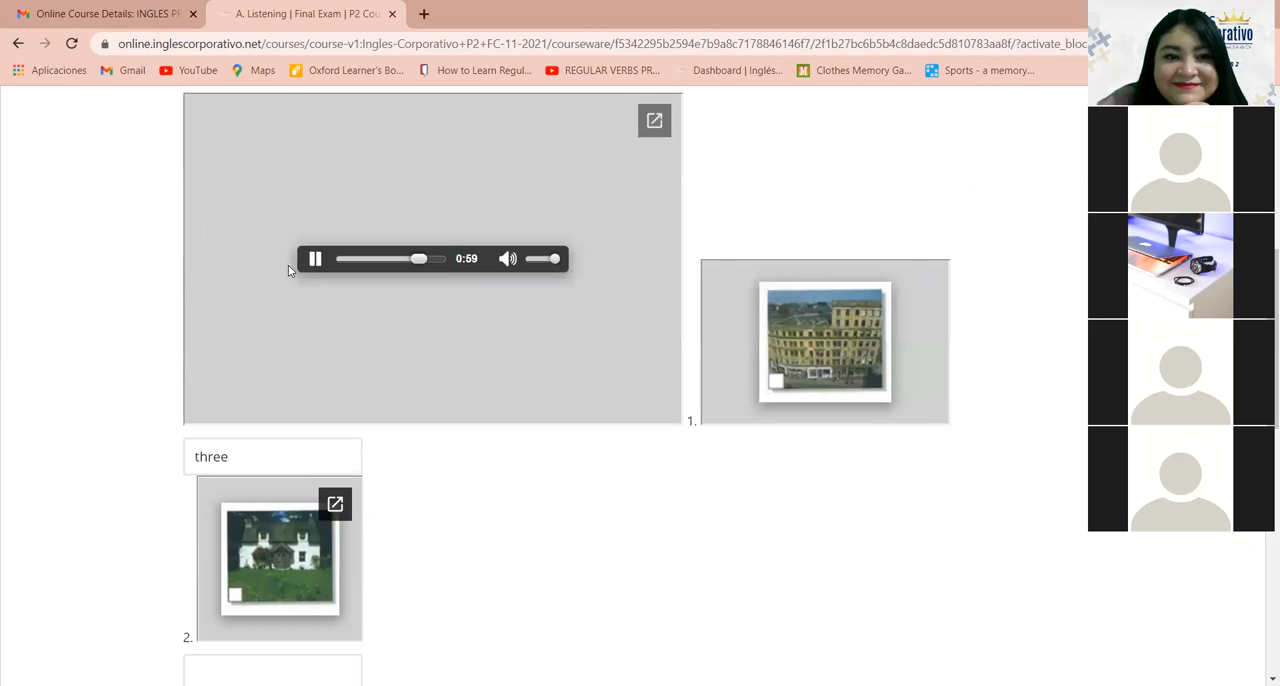 Online Course Details: INGLES PR
A. Listening | Final Exam | P2 Cou
online.inglescorporativo.net/courses/course-v1:Ingles-Corporativo+P2+FC-11-2021/courseware/f5342295b2594e7b9a8c7178846146f7/2f1b27bc6b5b4c8daedc5d810783aa8f/?activate_bloc
Aplicaciones
Gmail
YouTube
Maps
Oxford Learner's Bo...
How to Learn Regul...
REGULAR VERBS PR...
Dashboard | Inglés...
Clothes Memory Ga...
Sports - a memory...
orativo
0:59
1.
three
2.